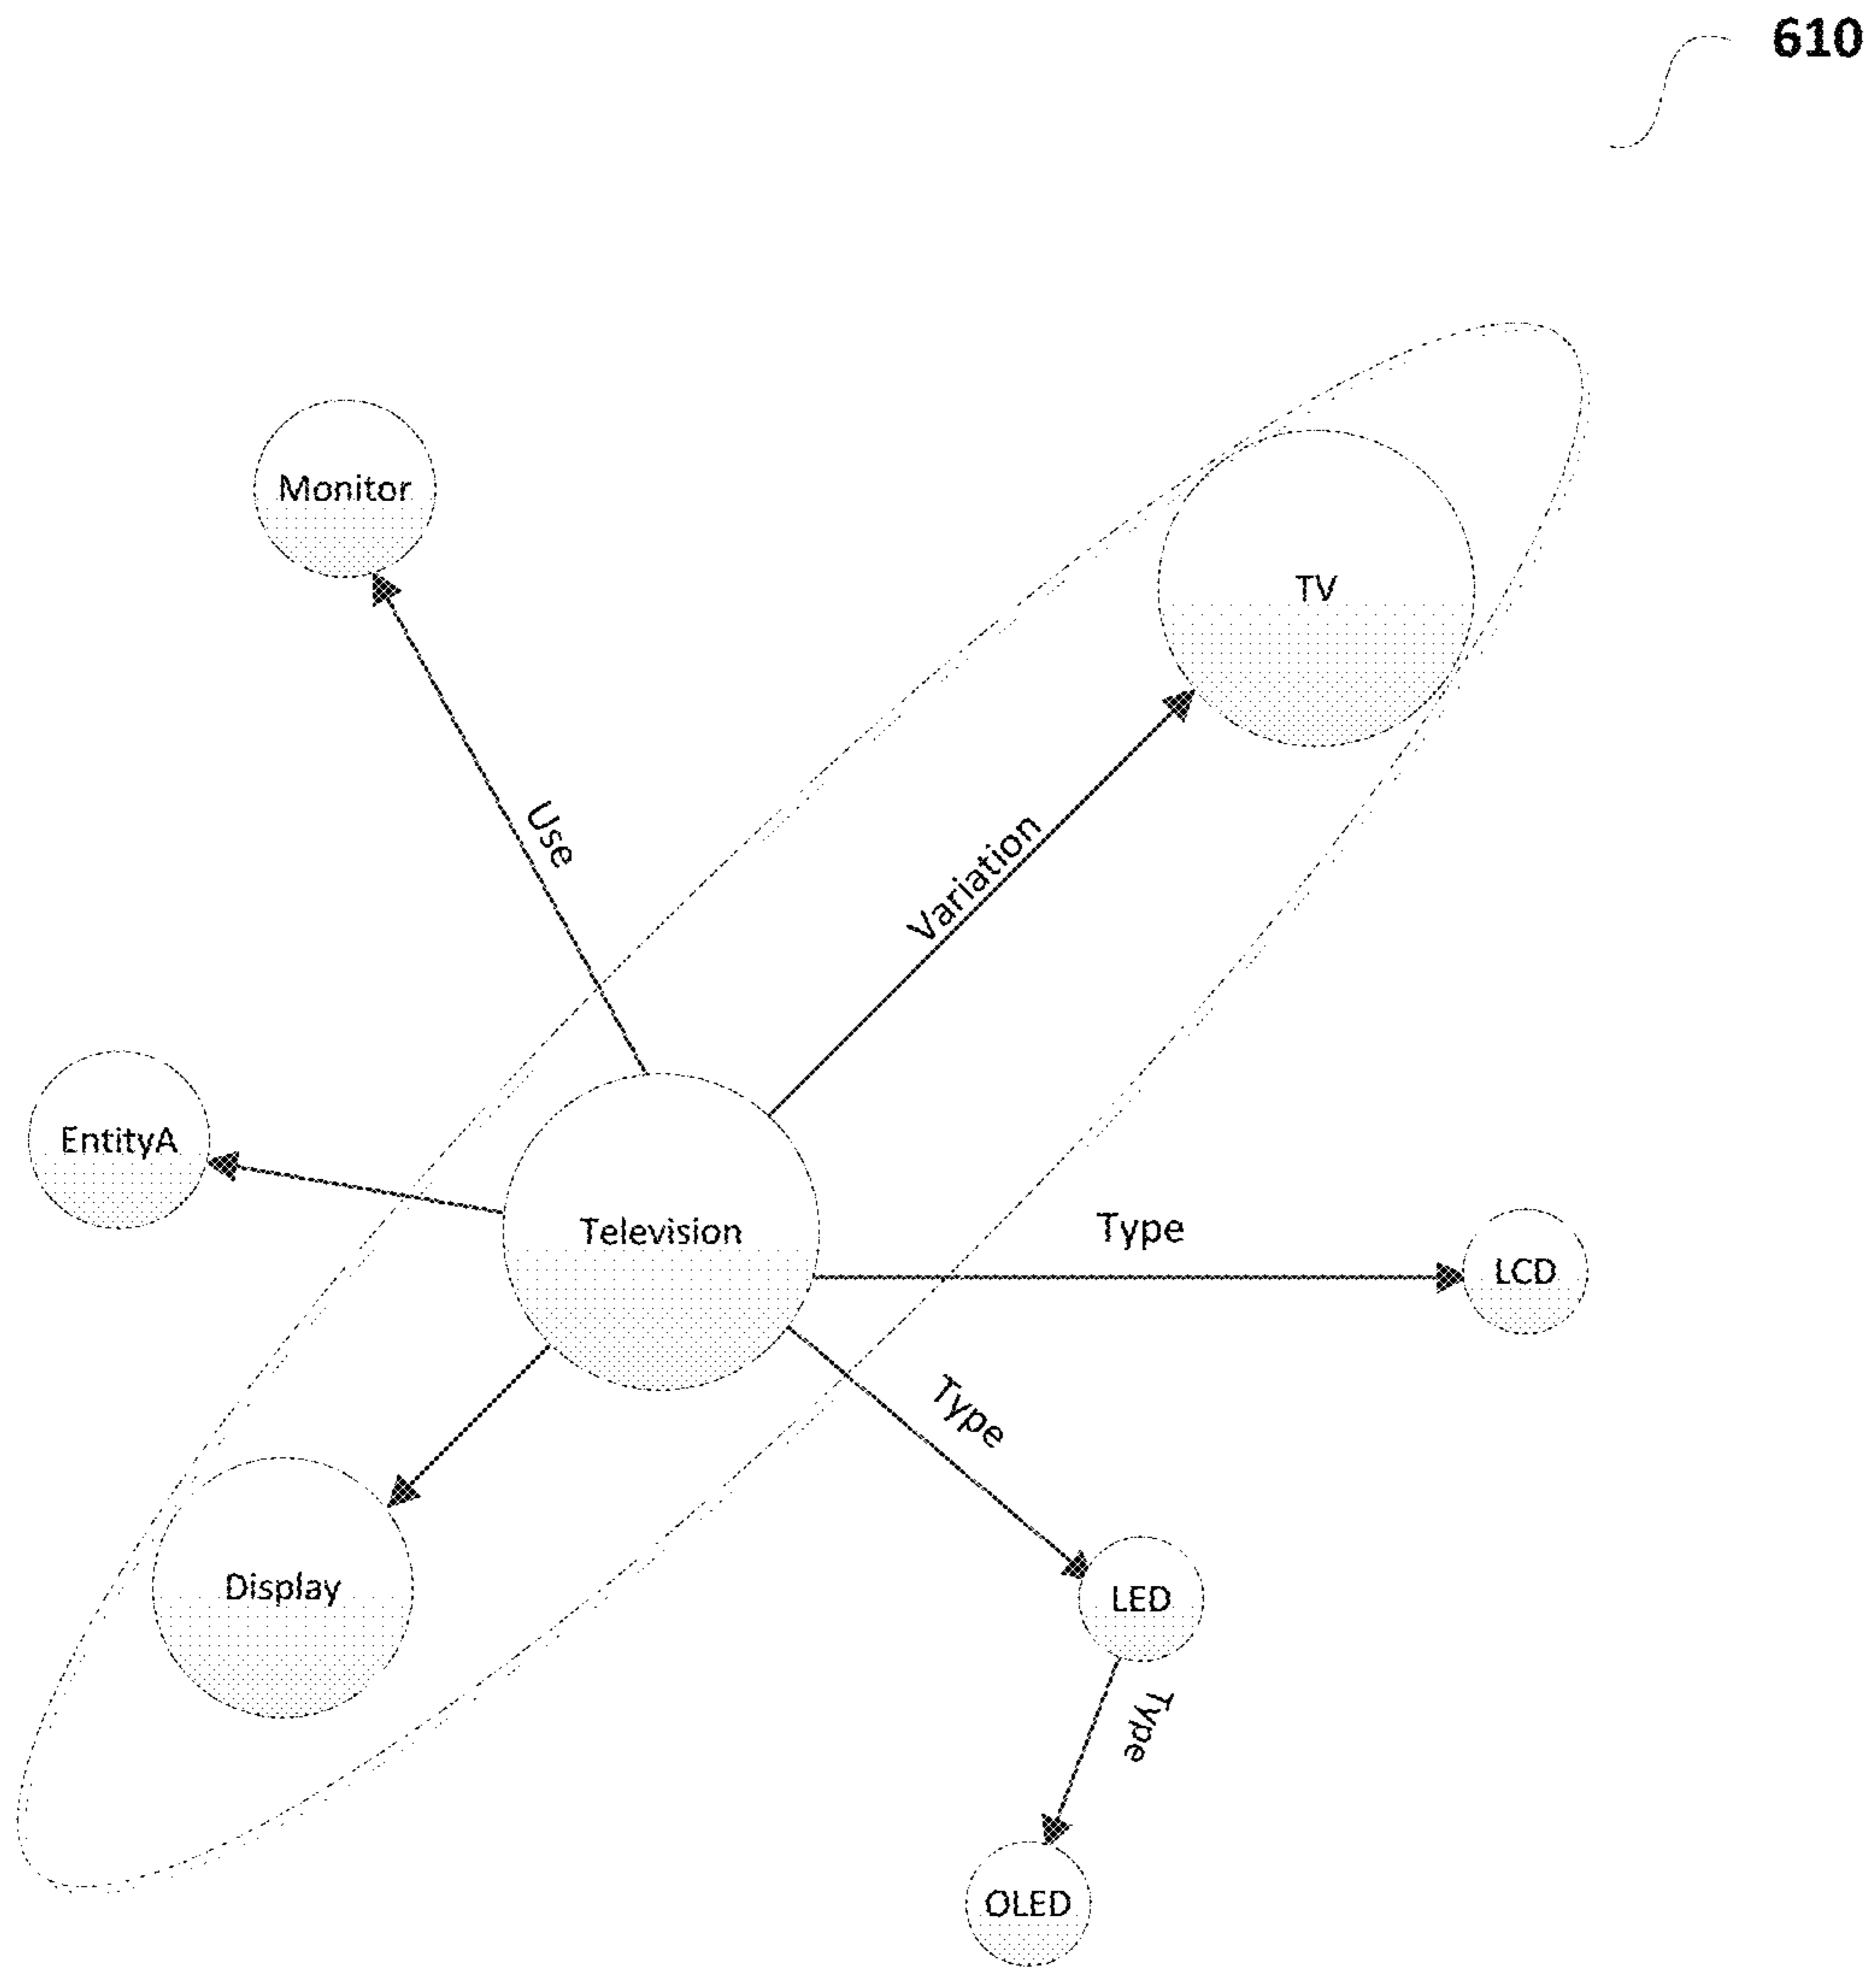 610
Monitor
TV
Use
Variation
EntityA
Television
Type
LCD
Type
Display
LED
Type
OLED